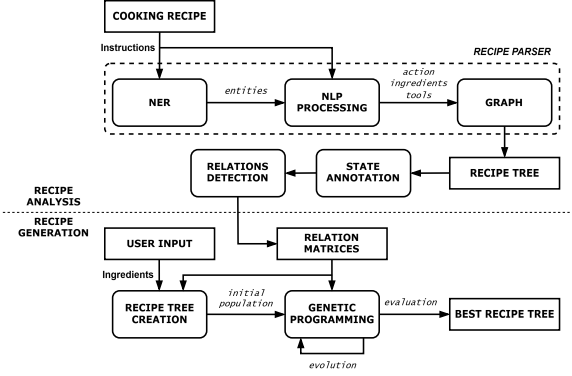 COOKING RECIPE
Instructions
RECIPE PARSER
NER
entities
NLP
PROCESSING
action
ingredients
tools
GRAPH
RELATIONS
DETECTION
STATE
ANNOTATION
RECIPE TREE
RECIPE
ANALYSIS
RECIPE
GENERATION
USER INPUT
RELATION
MATRICES
Ingredients
RECIPE TREE
CREATION
initial
population
GENETIC
PROGRAMMING
evaluation
BEST RECIPE TREE
evolution